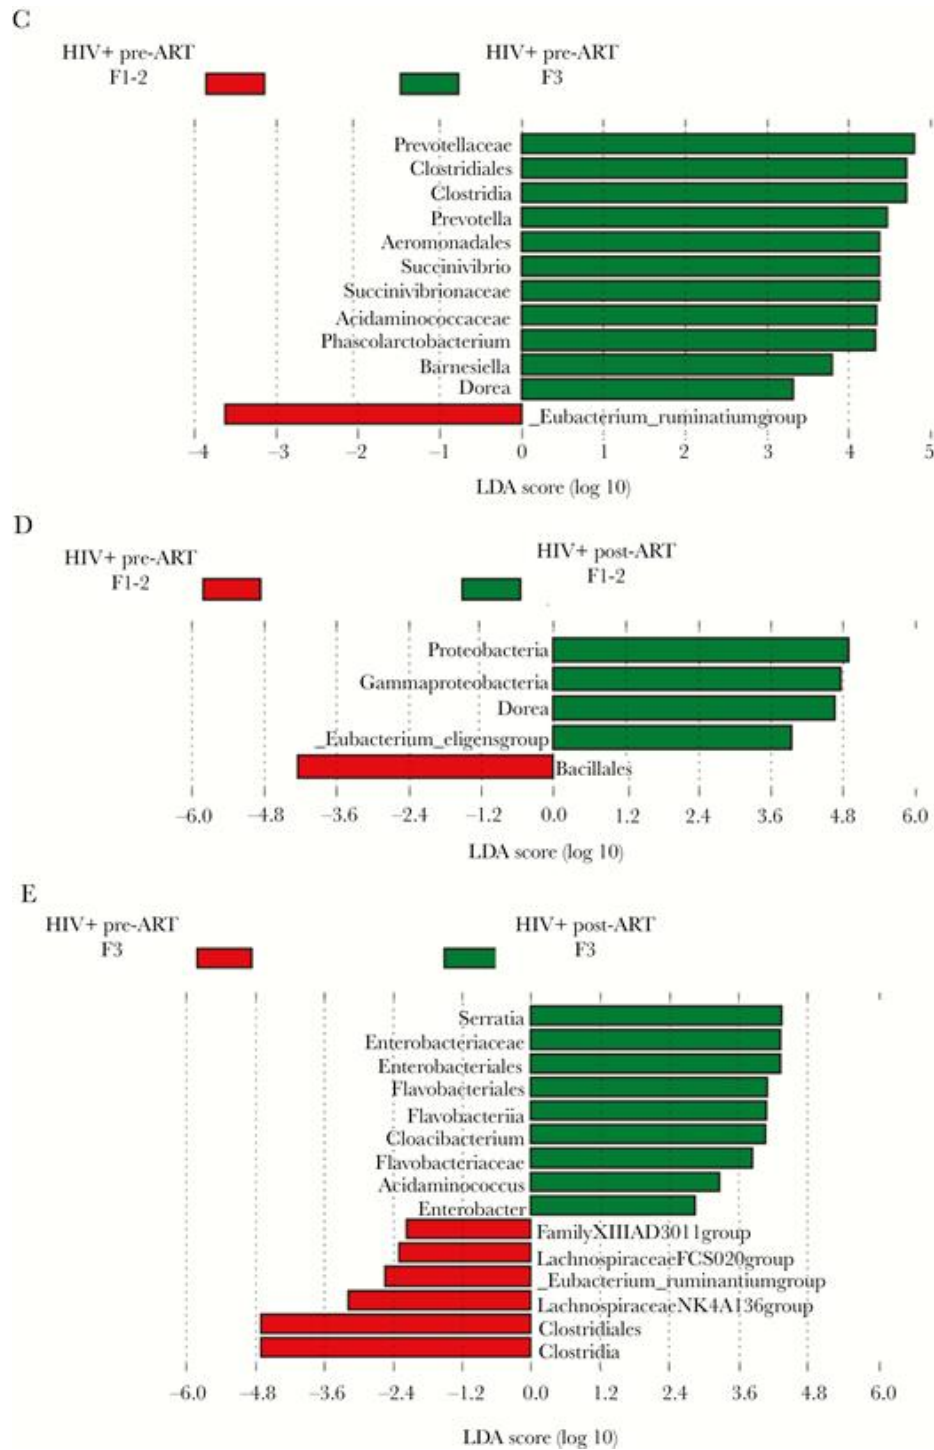 C
HIV+ pre-ART
F1-2
HIV+ pre-ART
F3
Prevotellaceae
Clostridiales
Clostridia
Prevotella
Aeromonadales
Succinivibrio
Succinivibrionaceae
Acidaminococcaceae
Phascolarctobacterium
Barnesiella
Dorea
_Eubacterium_ruminatiumgroup
−4 −3 −2 −1 0 1 2 3 4 5
LDA score (log 10)
D
HIV+ pre-ART
F1-2
HIV+ post-ART
F1-2
Proteobacteria
Gammaproteobacteria
Dorea
_Eubacterium_eligensgroup
Bacillales
−6.0 −4.8 −3.6 −2.4 −1.2 0.0 1.2 2.4 3.6 4.8 6.0
LDA score (log 10)
E
HIV+ pre-ART
F3
HIV+ post-ART
F3
Serratia
Enterobacteriaceae
Enterobacteriales
Flavobacteriales
Flavobacteriia
Cloacibacterium
Flavobacteriaceae
Acidaminococcus
Enterobacter
FamilyXIIIAD3011group
LachnospiraceaeFCS020group
_Eubacterium_ruminantiumgroup
LachnospiraceaeNK4A136group
Clostridiales
Clostridia
−6.0 −4.8 −3.6 −2.4 −1.2 0.0 1.2 2.4 3.6 4.8 6.0
LDA score (log 10)